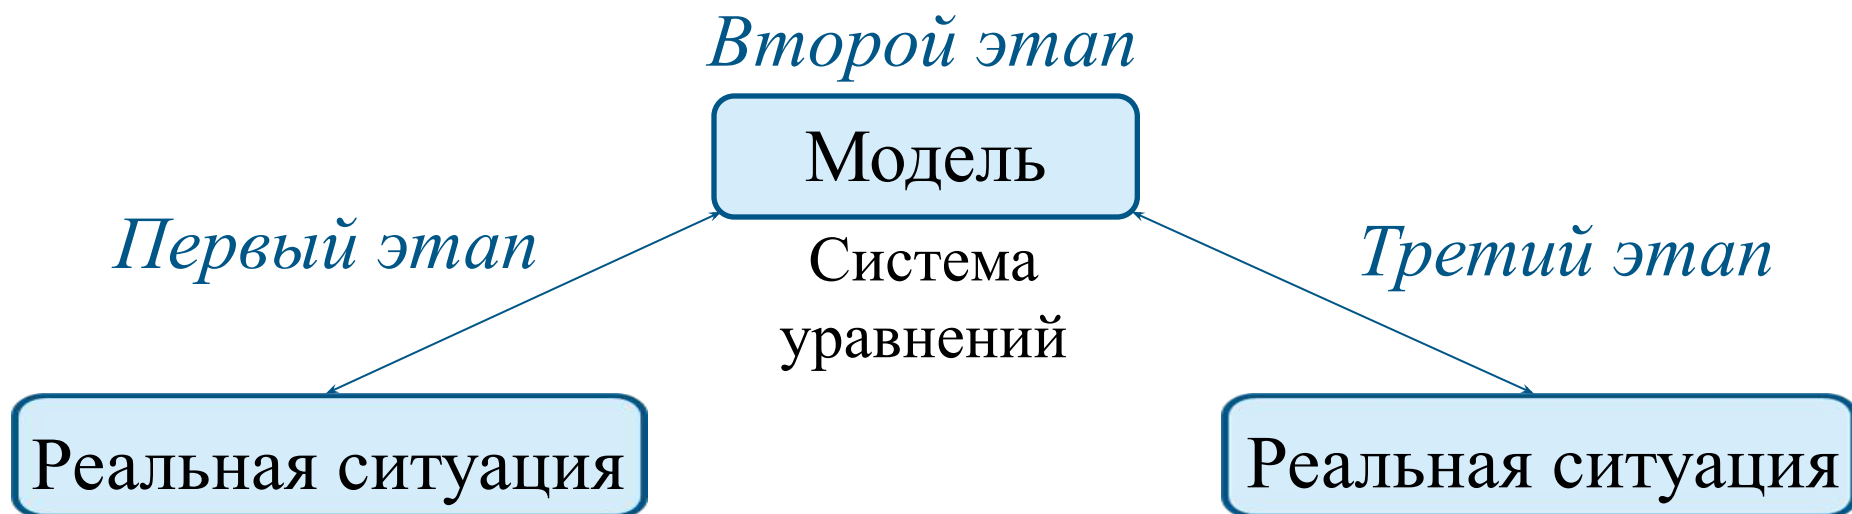 Второй этап
Модель
Первый этап
Система
уравнений
Третий этап
Реальная ситуация
Реальная ситуация